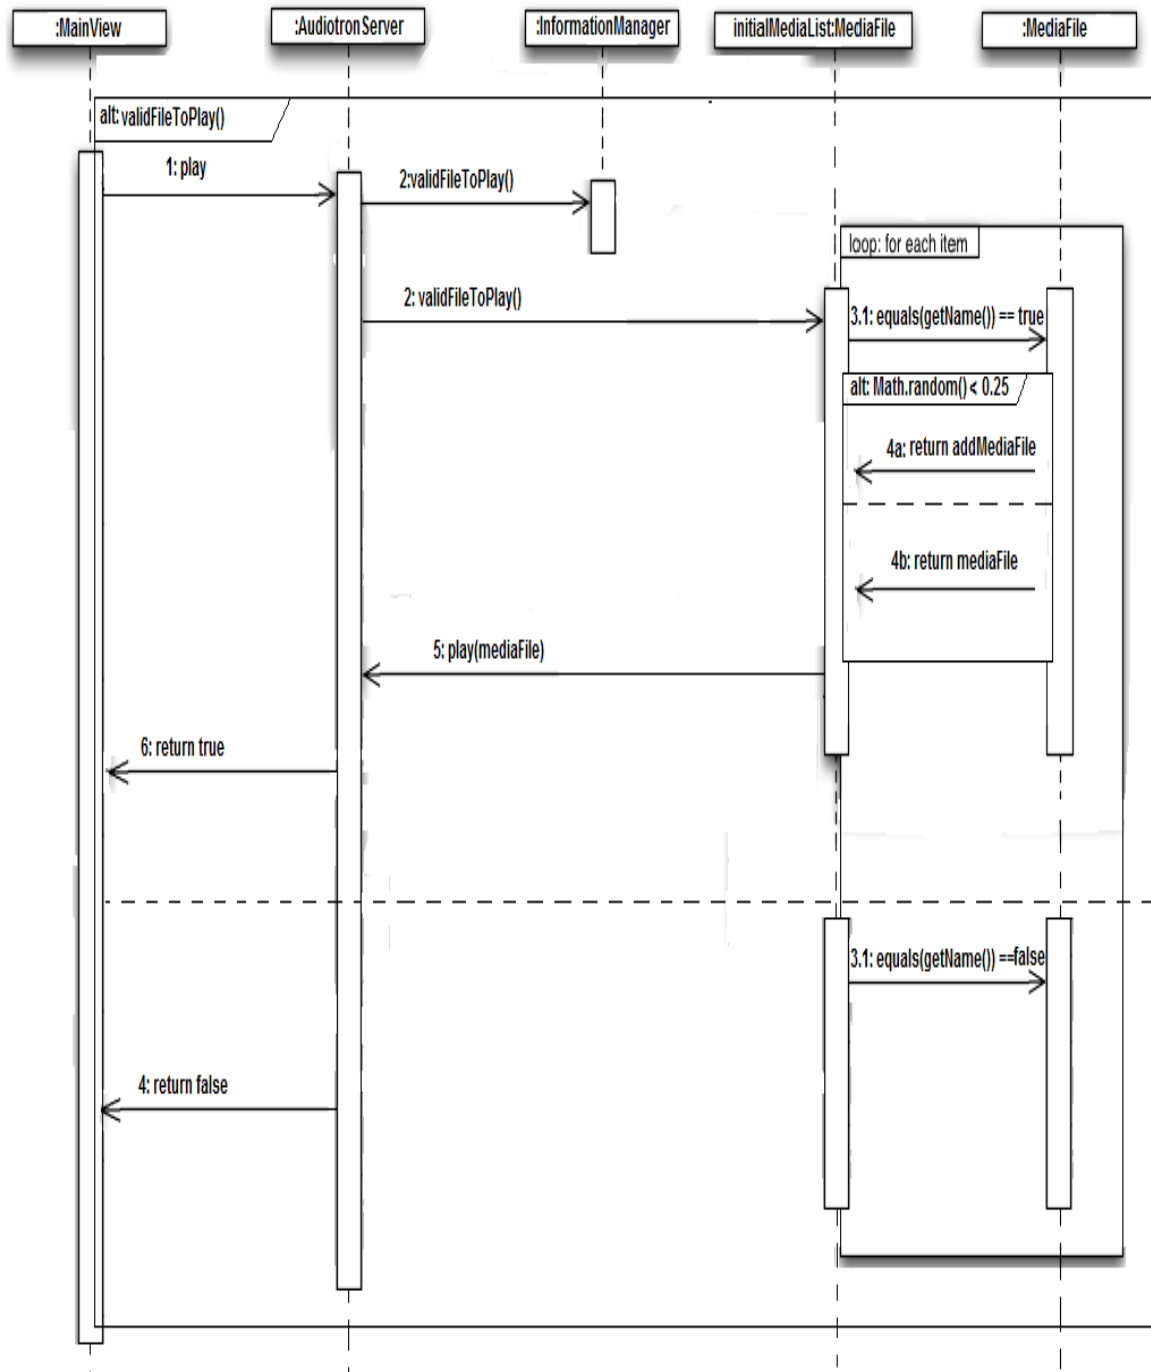 :MainView
:AudiotronServer
:InformationManager
initialMediaList:MediaFile
:MediaFile
alt: validFileToPlay()
1: play
2:validFileToPlay()
loop: for each item
2: validFileToPlay()
3.1: equals(getName()) == true
alt: Math.random() < 0.25
4a: return addMediaFile
4b: return mediaFile
5: play(mediaFile)
6: return true
3.1: equals(getName()) ==false
4: return false